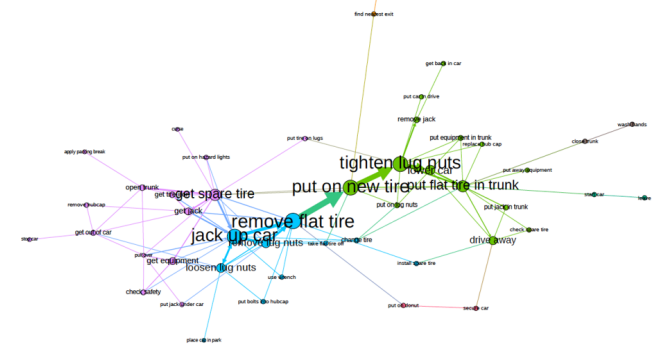 find nearest exit
get back in car
put car in drive
remove jack
wash hands
curse
put tire on lugs
put equipment in trunk
replace hub cap
close trunk
apply parking break
put on hazard lights
tighten lug nuts
lower car
put away equipment
open trunk
get spare tire
put on new tire
put flat tire in trunk
start car
remove hubcap
get jack
put on lug nuts
put jack in trunk
remove flat tire
get out of car
jack up car
remove lug nuts
take flat tire off
change tire
drive away
check spare tire
stop car
get equipment
loosen lug nuts
install spare tire
use wrench
check safety
put jack under car
put bolts into hubcap
put on donut
secure car
place car in park